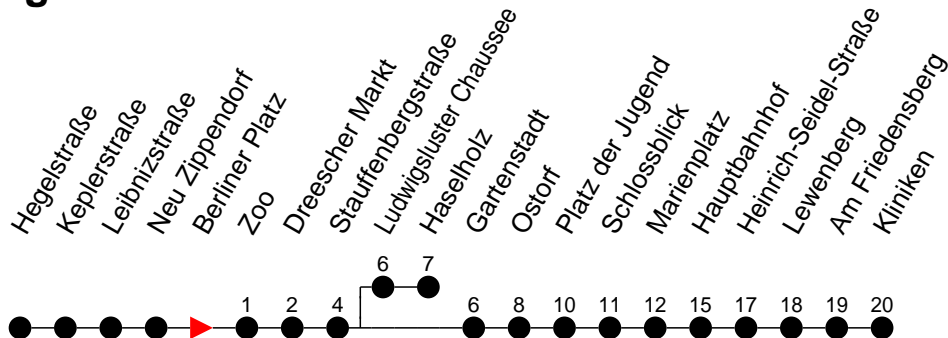 g
Hegelstraße
Keplerstraße
Leibnizstraße
Neu Zippendorf
Berliner Platz
Zoo
Dreescher Markt
Stauffenbergstraße
Ludwigsluster Chaussee
Haselholz
Gartenstadt
Ostorf
Platz der Jugend
Schlossblick
Marienplatz
Hauptbahnhof
Heinrich-Seidel-Straße
Lewenberg
Am Friedensberg
Kliniken
6 7
1 2 4 6 8 10 11 12 15 17 18 19 20